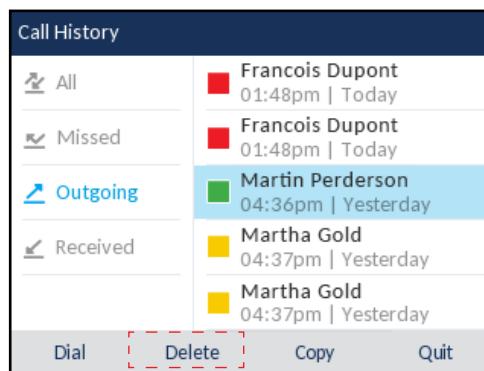 Call History
All
Missed
Outgoing
Received
Francois Dupont
01:48pm | Today
Francois Dupont
01:48pm | Today
Martin Perderson
04:36pm | Yesterday
Martha Gold
04:37pm | Yesterday
Martha Gold
04:37pm | Yesterday
Dial Delete Copy Quit